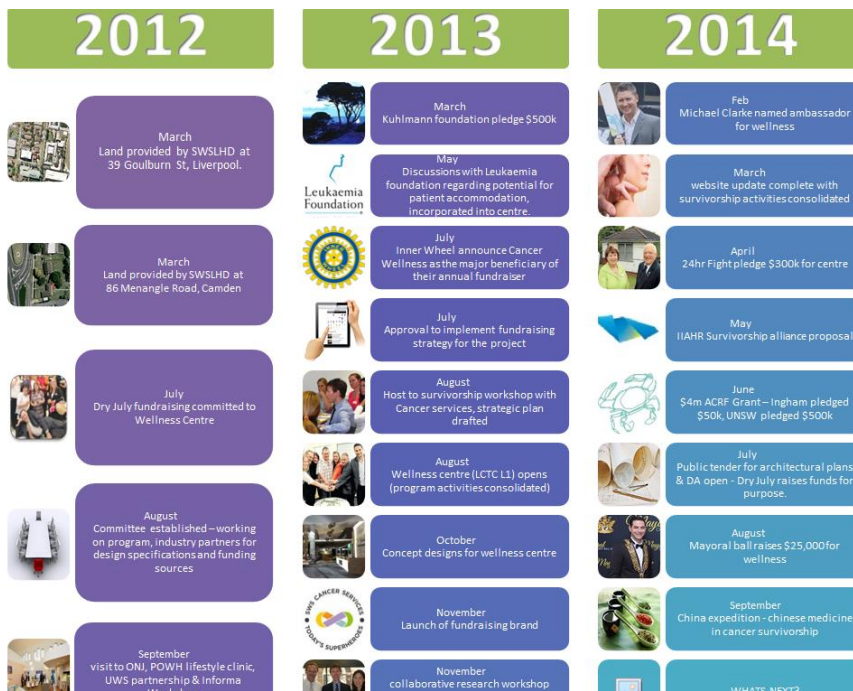 2012
March
Land provided by SWSLHD at
39 Goulburn St, Liverpool.
March
Land provided by SWSLHD at
86 Menangle Road, Camden
July
Dry July fundraising committed to
Wellness Centre
August
Committee established – working
on program, industry partners for
design specifications and funding
sources
September
visit to ONJ, POWH lifestyle clinic,
UWS partnership & Informa
2013
March
Kuhlmann foundation pledge $500k
Leukaemia
Foundation
May
Discussions with Leukaemia
foundation regarding potential for
patient accommodation,
incorporated into centre.
July
Inner Wheel announce Cancer
Wellness as the major beneficiary of
their annual fundraiser
July
Approval to implement fundraising
strategy for the project
August
Host to survivorship workshop with
Cancer services, strategic plan
drafted
August
Wellness centre (LCTC L1) opens
(program activities consolidated)
October
Concept designs for wellness centre
SWS CANCER SERVICES
TODAY'S SUPERHEROES
November
Launch of fundraising brand
November
collaborative research workshop
2014
Feb
Michael Clarke named ambassador
for wellness
March
website update complete with
survivorship activities consolidated
April
24hr Fight pledge $300k for centre
May
IIAHR Survivorship alliance proposal
June
$4m ACRF Grant – Ingham pledged
$50k, UNSW pledged $500k
July
Public tender for architectural plans
& DA open - Dry July raises funds for
purpose.
August
Mayoral ball raises $25,000 for
wellness
September
China expedition - chinese medicine
in cancer survivorship
WHATS NEXT?